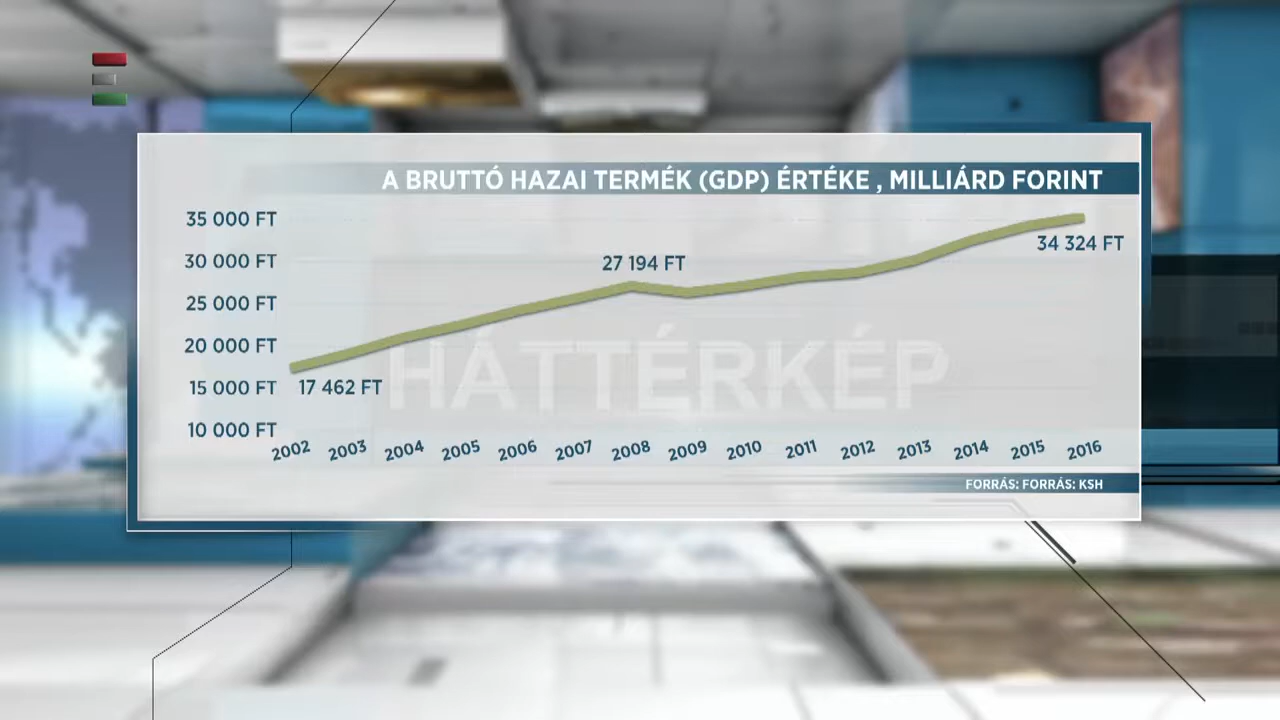 A BRUTTÓ HAZAI TERMÉK (GDP) ÉRTÉKE , MILLIÁRD FORINT
35 000 FT
34 324 FT
30 000 FT
27 194 FT
25 000 FT
20 000 FT
HÁTTÉRKÉP
15 000 FT
17 462 FT
10 000 FT
2002 2003 2004 2005 2006 2007 2008 2009 2010 2011 2012 2013 2014 2015 2016
FORRÁS: FORRÁS: KSH